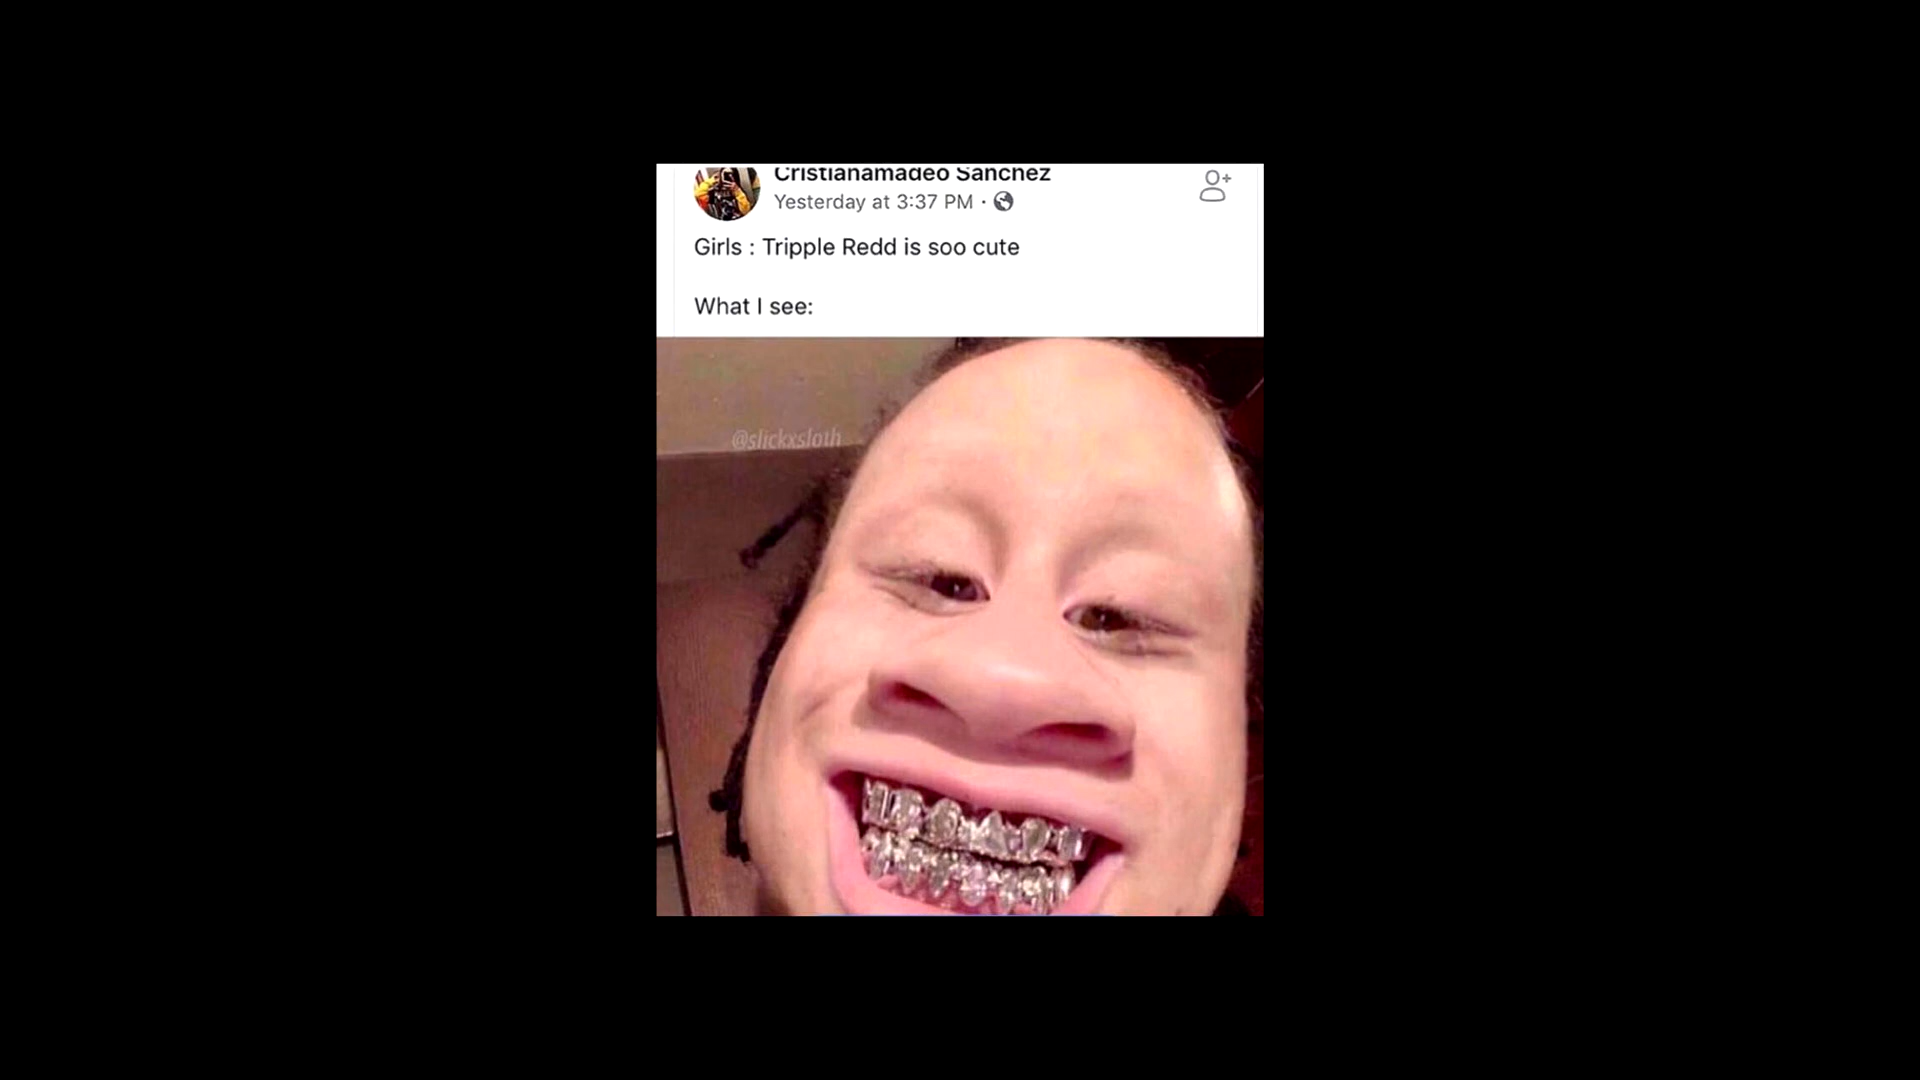 Cristianamadeo Sanchez
Yesterday at 3:37 PM ·
Girls : Tripple Redd is soo cute
What I see:
@slickxsloth